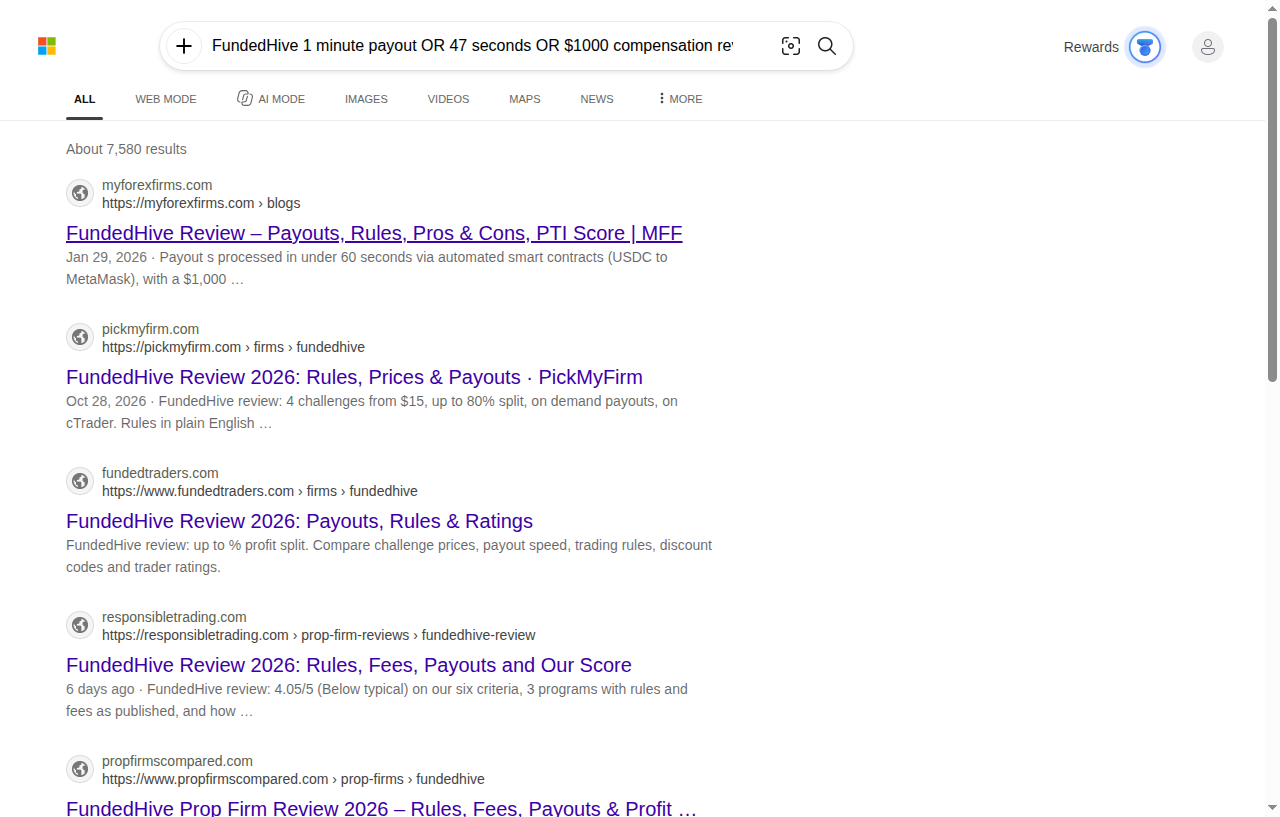 FundedHive 1 minute payout OR 47 seconds OR $1000 compensation re
Rewards
ALL
WEB MODE
AI MODE
IMAGES
VIDEOS
MAPS
NEWS
MORE
About 7,580 results
myforexfirms.com
https://myforexfirms.com › blogs
FundedHive Review – Payouts, Rules, Pros & Cons, PTI Score | MFF
Jan 29, 2026 · Payout s processed in under 60 seconds via automated smart contracts (USDC to
MetaMask), with a $1,000 …
pickmyfirm.com
https://pickmyfirm.com › firms › fundedhive
FundedHive Review 2026: Rules, Prices & Payouts · PickMyFirm
Oct 28, 2026 · FundedHive review: 4 challenges from $15, up to 80% split, on demand payouts, on
cTrader. Rules in plain English …
fundedtraders.com
https://www.fundedtraders.com › firms › fundedhive
FundedHive Review 2026: Payouts, Rules & Ratings
FundedHive review: up to % profit split. Compare challenge prices, payout speed, trading rules, discount
codes and trader ratings.
responsibletrading.com
https://responsibletrading.com › prop-firm-reviews › fundedhive-review
FundedHive Review 2026: Rules, Fees, Payouts and Our Score
6 days ago · FundedHive review: 4.05/5 (Below typical) on our six criteria, 3 programs with rules and
fees as published, and how …
propfirmscompared.com
https://www.propfirmscompared.com › prop-firms › fundedhive
FundedHive Prop Firm Review 2026 – Rules, Fees, Payouts & Profit …